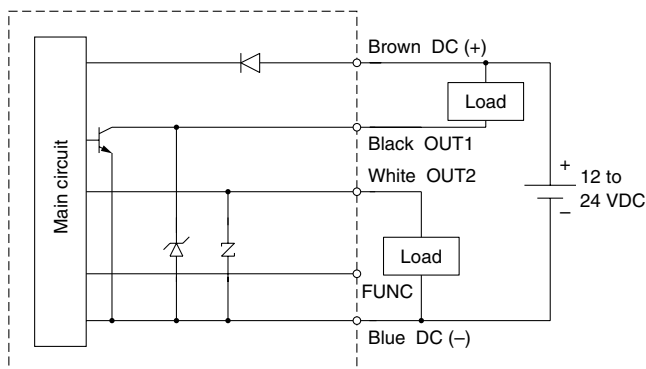 Brown DC (+)
Load
Black OUT1
White OUT2
Main circuit
+
12 to
24 VDC
–
Load
FUNC
Blue DC (–)